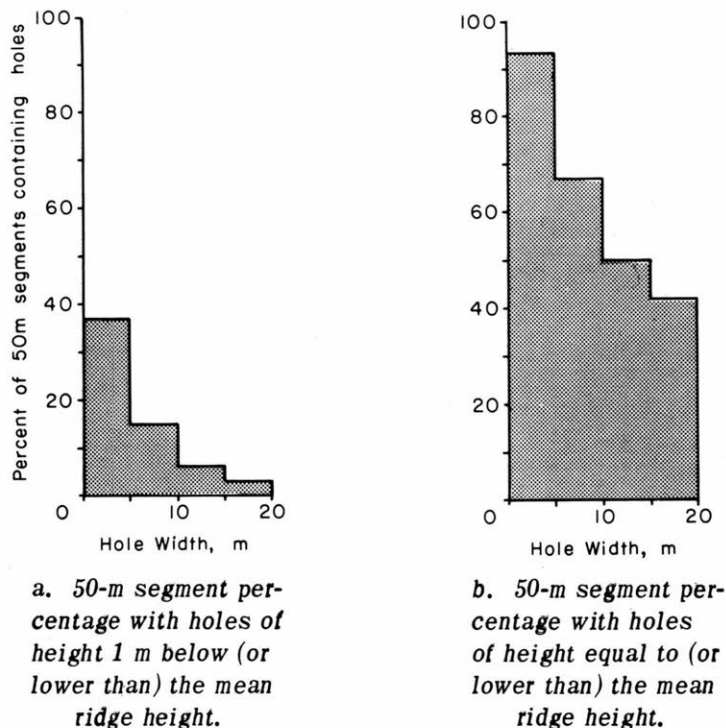 Percent of 50m segments containing holes
100
80
60
40
20
0
10
20
Hole Width, m
a. 50-m segment per-
centage with holes of
height 1 m below (or
lower than) the mean
ridge height.
100
80
60
40
20
0
10
20
Hole Width, m
b. 50-m segment per-
centage with holes
of height equal to (or
lower than) the mean
ridge height.